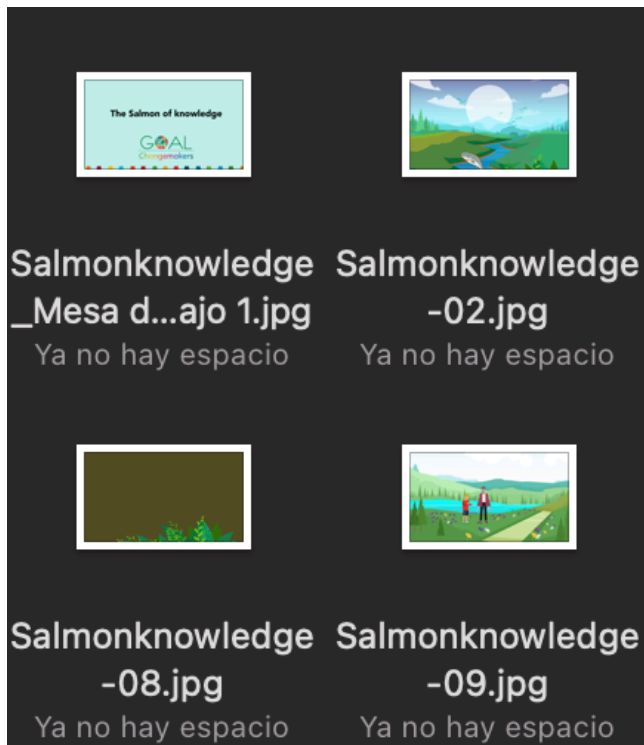 The Salmon of knowledge
GOAL
Changemakers
Salmonknowledge
_Mesa d...ajo 1.jpg
Ya no hay espacio
Salmonknowledge
-02.jpg
Ya no hay espacio
Salmonknowledge
-08.jpg
Ya no hay espacio
Salmonknowledge
-09.jpg
Ya no hay espacio